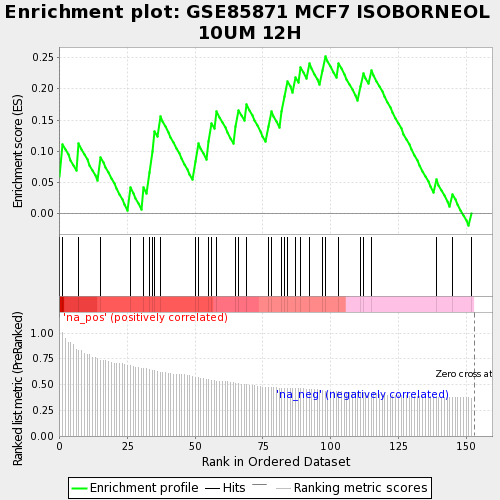 Enrichment plot: GSE85871 MCF7 ISOBORNEOL
10UM 12H
Enrichment score (ES)
0.25
0.20
0.15
0.10
0.05
0.00
'na_pos' (positively correlated)
Ranked list metric (PreRanked)
1.00
0.75
0.50
0.25
0.00
Zero cross at
'na_neg' (negatively correlated)
0 25 50 75 100 125 150
Rank in Ordered Dataset
Enrichment profile Hits Ranking metric scores